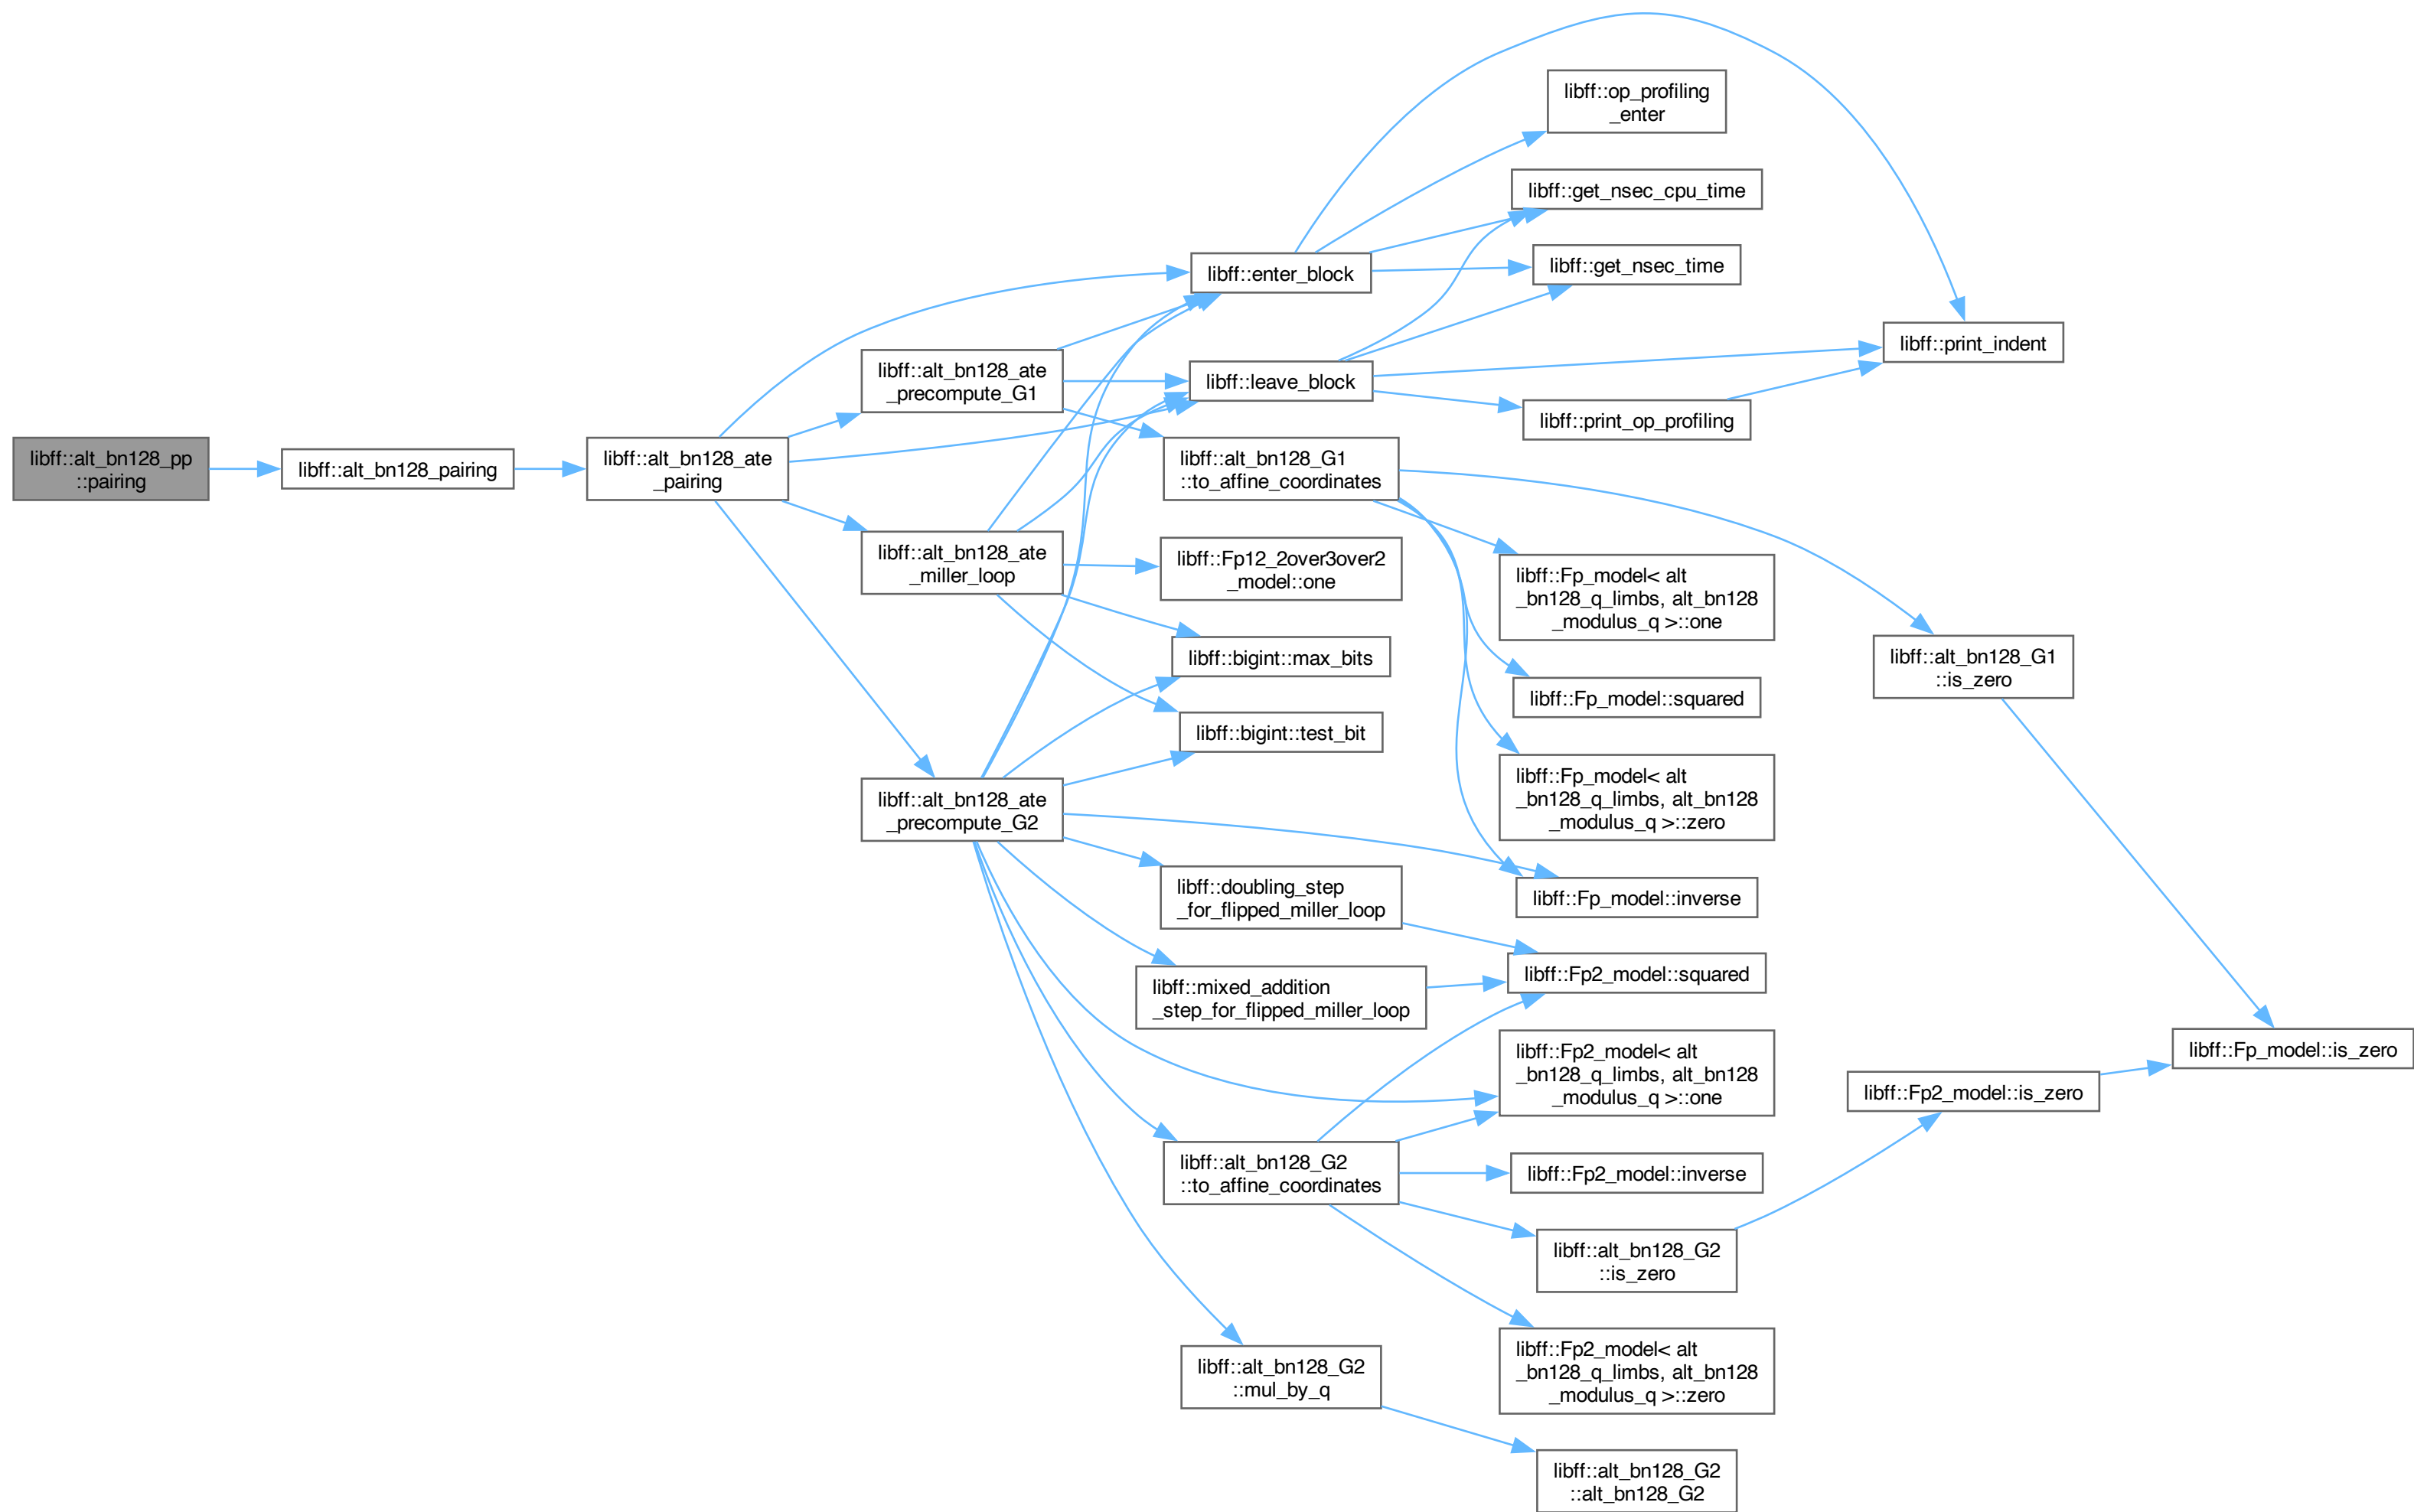 libff::alt_bn128_pp
::pairing
libff::alt_bn128_pairing
libff::alt_bn128_ate
_pairing
libff::alt_bn128_ate
_precompute_G1
libff::alt_bn128_ate
_miller_loop
libff::alt_bn128_ate
_precompute_G2
libff::enter_block
libff::leave_block
libff::alt_bn128_G1
::to_affine_coordinates
libff::Fp12_2over3over2
_model::one
libff::bigint::max_bits
libff::bigint::test_bit
libff::doubling_step
_for_flipped_miller_loop
libff::mixed_addition
_step_for_flipped_miller_loop
libff::alt_bn128_G2
::to_affine_coordinates
libff::alt_bn128_G2
::mul_by_q
libff::op_profiling
_enter
libff::get_nsec_cpu_time
libff::get_nsec_time
libff::print_op_profiling
libff::Fp_model< alt
_bn128_q_limbs, alt_bn128
_modulus_q >::one
libff::Fp_model::squared
libff::Fp_model< alt
_bn128_q_limbs, alt_bn128
_modulus_q >::zero
libff::Fp_model::inverse
libff::Fp2_model::squared
libff::Fp2_model< alt
_bn128_q_limbs, alt_bn128
_modulus_q >::one
libff::Fp2_model::inverse
libff::alt_bn128_G2
::is_zero
libff::Fp2_model< alt
_bn128_q_limbs, alt_bn128
_modulus_q >::zero
libff::alt_bn128_G2
::alt_bn128_G2
libff::print_indent
libff::alt_bn128_G1
::is_zero
libff::Fp2_model::is_zero
libff::Fp_model::is_zero